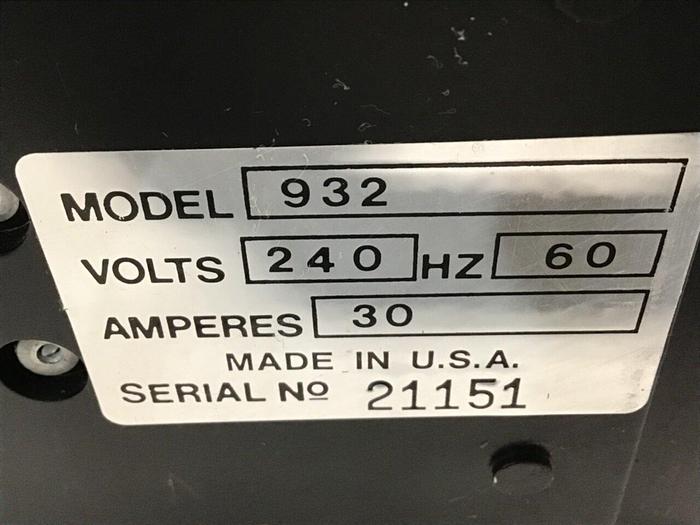 MODEL 932
VOLTS 240 HZ 60
AMPERES 30
MADE IN U.S.A.
SERIAL Nº 21151